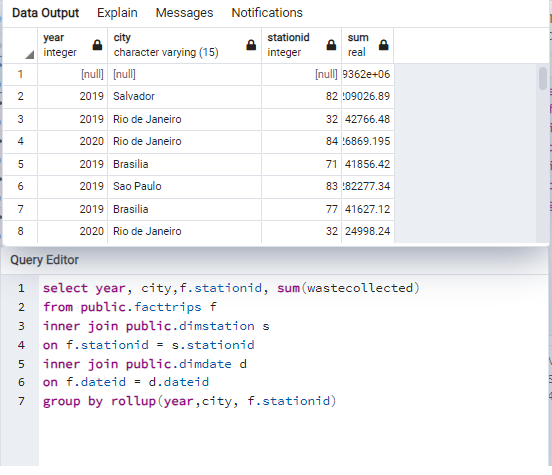 Data Output Explain Messages Notifications
year integer city character varying (15) stationid integer sum real
1 [null] [null] [null] 9362e+06
2 2019 Salvador 82 209026.89
3 2019 Rio de Janeiro 32 42766.48
4 2020 Rio de Janeiro 84 26869.195
5 2019 Brasilia 71 41856.42
6 2019 Sao Paulo 83 282277.34
7 2019 Brasilia 77 41627.12
8 2020 Rio de Janeiro 32 24998.24
Query Editor
1 select year, city,f.stationid, sum(wastecollected)
2 from public.facttrips f
3 inner join public.dimstation s
4 on f.stationid = s.stationid
5 inner join public.dimdate d
6 on f.dateid = d.dateid
7 group by rollup(year,city, f.stationid)